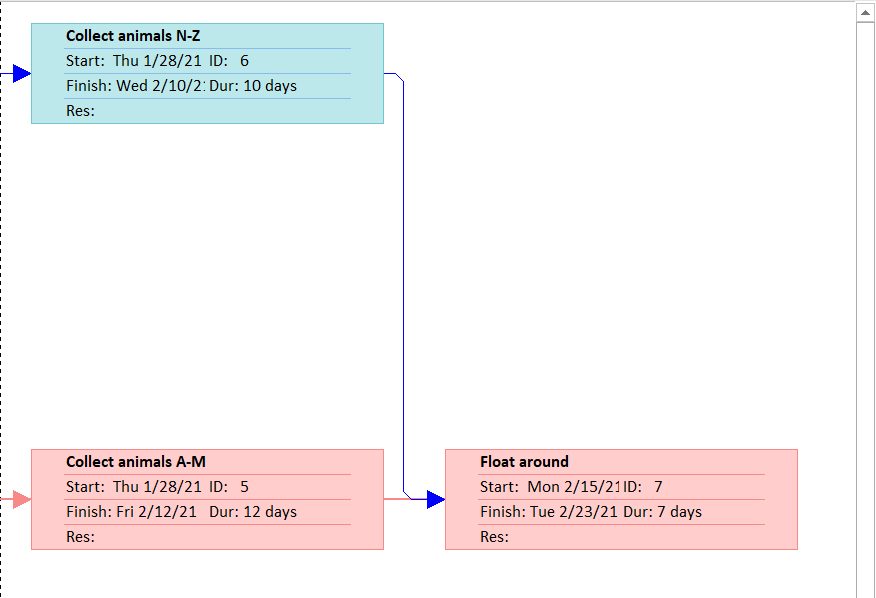 Collect animals N-Z
Start: Thu 1/28/21 ID: 6
Finish: Wed 2/10/2 Dur: 10 days
Res:
Collect animals A-M
Start: Thu 1/28/21 ID: 5
Finish: Fri 2/12/21 Dur: 12 days
Res:
Float around
Start: Mon 2/15/21 ID: 7
Finish: Tue 2/23/21 Dur: 7 days
Res: